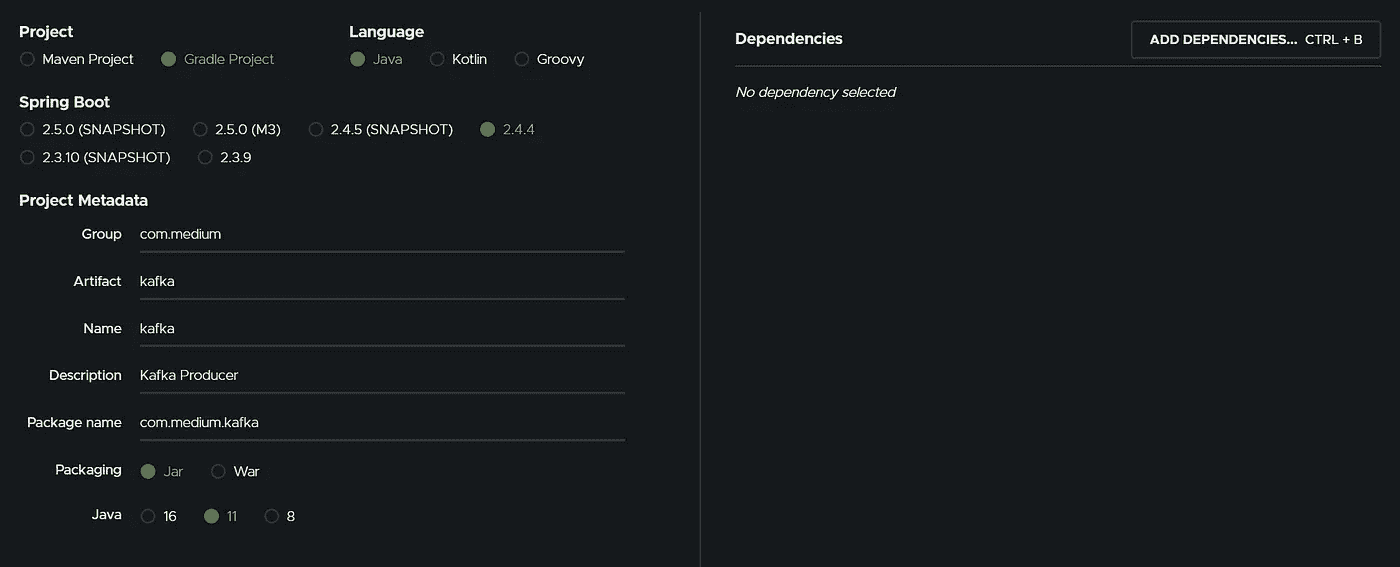 Project
Maven Project Gradle Project
Language
Java Kotlin Groovy
Spring Boot
2.5.0 (SNAPSHOT) 2.5.0 (M3) 2.4.5 (SNAPSHOT) 2.4.4
2.3.10 (SNAPSHOT) 2.3.9
Project Metadata
Group com.medium
Artifact kafka
Name kafka
Description Kafka Producer
Package name com.medium.kafka
Packaging Jar War
Java 16 11 8
Dependencies
ADD DEPENDENCIES... CTRL + B
No dependency selected